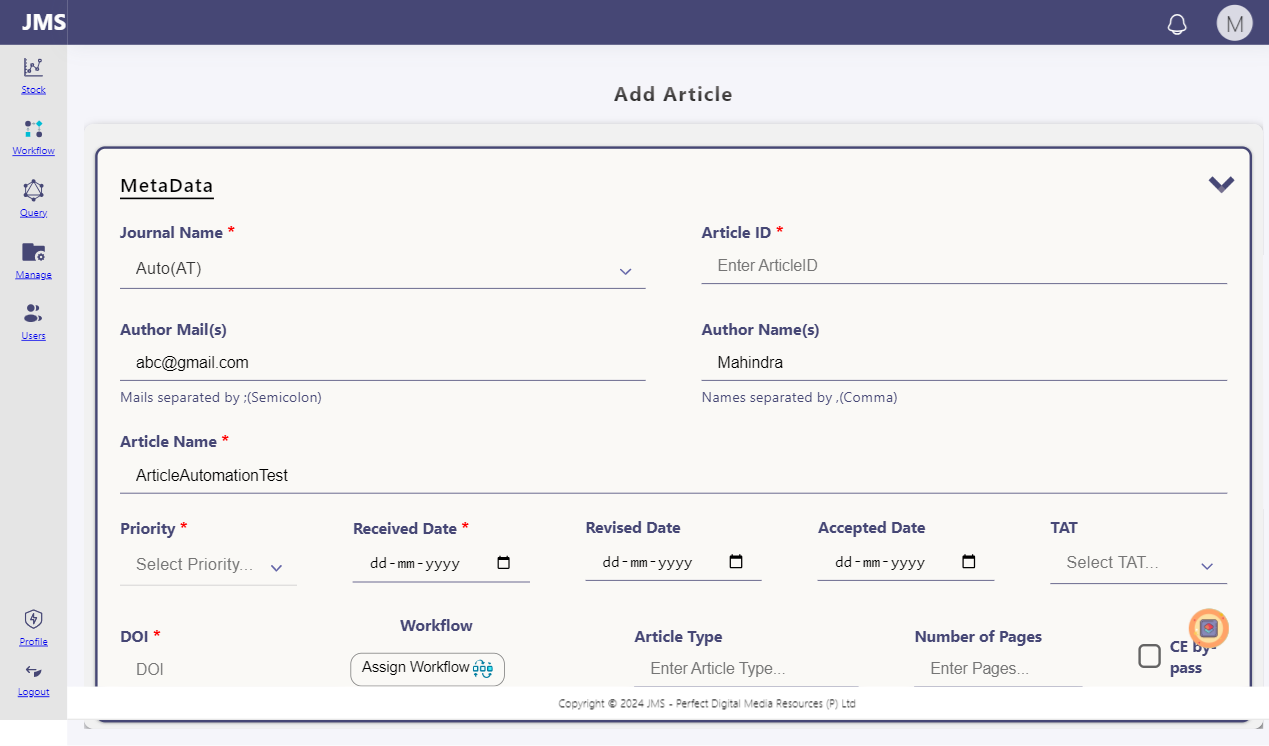 JMS
M
Stock
Workflow
Query
Manage
Users
Profile
Logout
Add Article
MetaData
Journal Name *
Article ID *
Auto(AT)
Enter ArticleID
Author Mail(s)
Author Name(s)
abc@gmail.com
Mahindra
Mails separated by ;(Semicolon)
Names separated by ,(Comma)
Article Name *
ArticleAutomationTest
Priority *
Received Date *
Revised Date
Accepted Date
TAT
Select Priority...
dd-mm-yyyy
dd-mm-yyyy
dd-mm-yyyy
Select TAT...
DOI *
Workflow
Article Type
Number of Pages
CE by-
pass
DOI
Assign Workflow
Enter Article Type...
Enter Pages...
Copyright © 2024 JMS - Perfect Digital Media Resources (P) Ltd